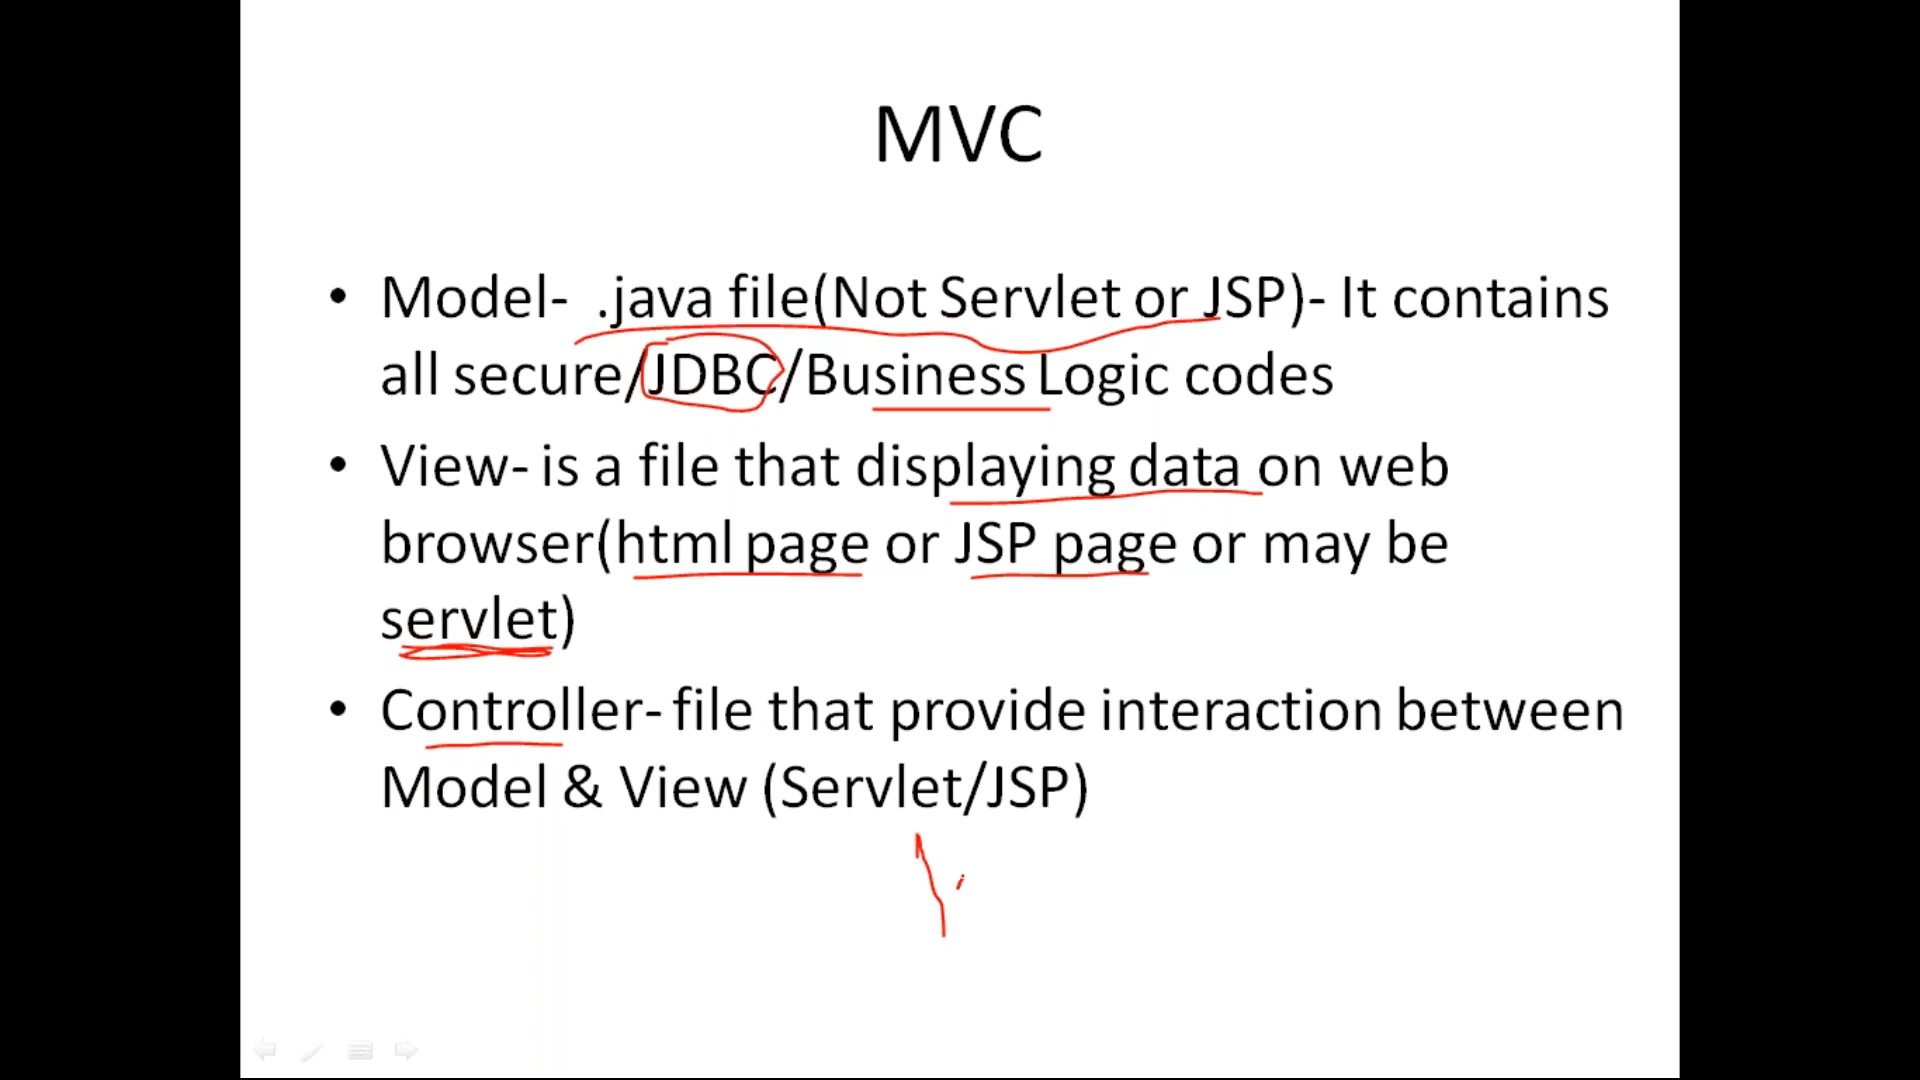 MVC
• Model- .java file(Not Servlet or JSP)- It contains
all secure/JDBC/Business Logic codes
• View- is a file that displaying data on web
browser(html page or JSP page or may be
servlet)
• Controller- file that provide interaction between
Model & View (Servlet/JSP)